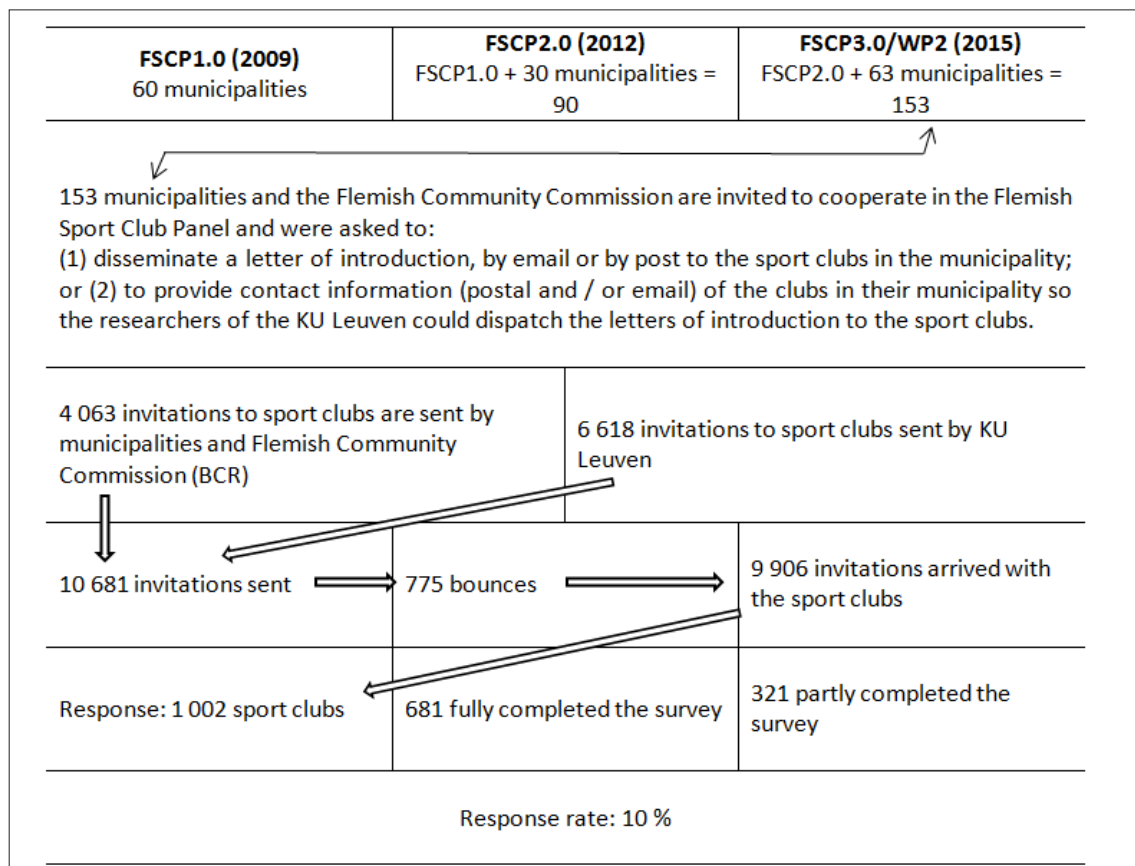 FSCP1.0 (2009)
60 municipalities
FSCP2.0 (2012)
FSCP1.0 + 30 municipalities =
90
FSCP3.0/WP2 (2015)
FSCP2.0 + 63 municipalities =
153
153 municipalities and the Flemish Community Commission are invited to cooperate in the Flemish
Sport Club Panel and were asked to:
(1) disseminate a letter of introduction, by email or by post to the sport clubs in the municipality;
or (2) to provide contact information (postal and / or email) of the clubs in their municipality so
the researchers of the KU Leuven could dispatch the letters of introduction to the sport clubs.
4 063 invitations to sport clubs are sent by
municipalities and Flemish Community
Commission (BCR)
6 618 invitations to sport clubs sent by KU
Leuven
10 681 invitations sent
775 bounces
9 906 invitations arrived with
the sport clubs
Response: 1 002 sport clubs
681 fully completed the survey
321 partly completed the
survey
Response rate: 10 %